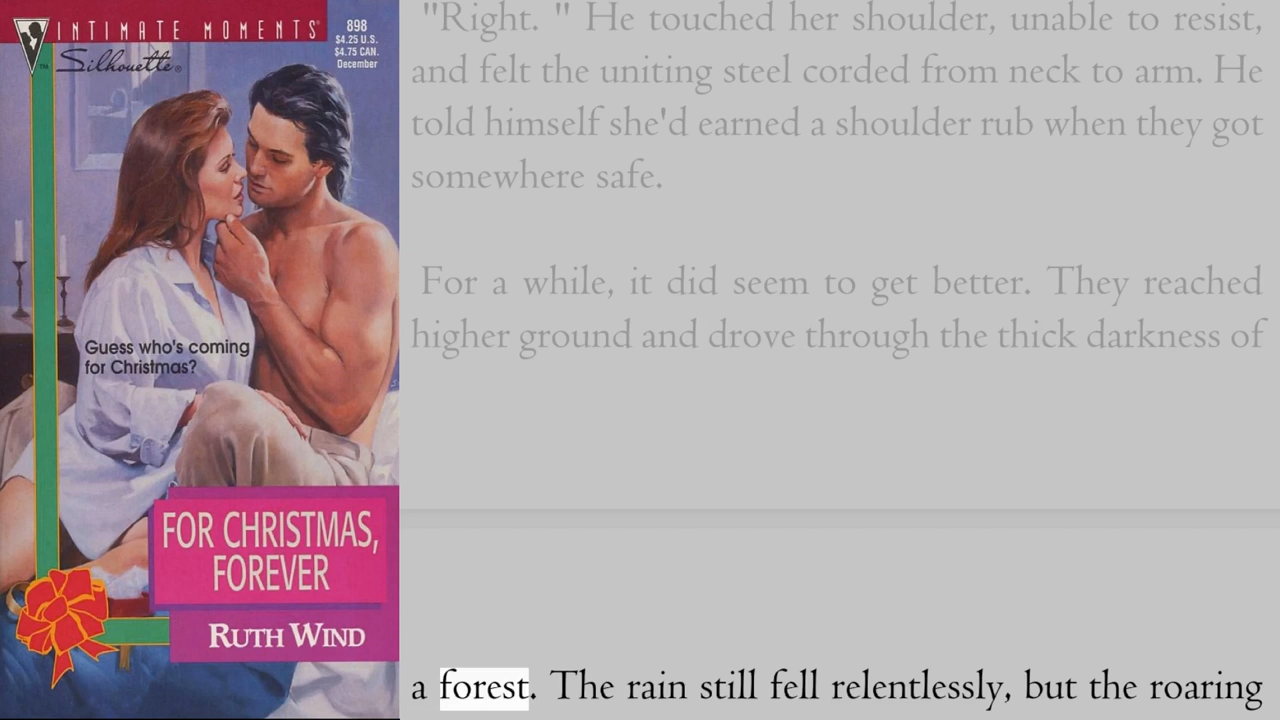 INTIMATE MOMENTS®
™ Silhouette®
898
$4.25 U.S.
$4.75 CAN.
December
Guess who's coming
for Christmas?
FOR CHRISTMAS,
FOREVER
RUTH WIND
"Right. " He touched her shoulder, unable to resist,
and felt the uniting steel corded from neck to arm. He
told himself she'd earned a shoulder rub when they got
somewhere safe.
For a while, it did seem to get better. They reached
higher ground and drove through the thick darkness of
a forest. The rain still fell relentlessly, but the roaring